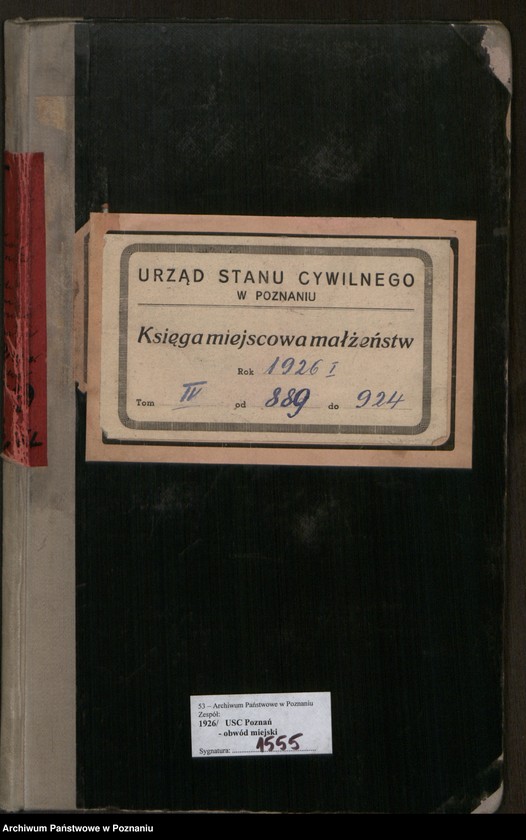 URZĄD STANU CYWILNEGO
W POZNANIU
Księga miejscowa małżeństw
Rok 1926 I
Tom IV od 889 do 924
53 – Archiwum Państwowe w Poznaniu
Zespół:
1926/ USC Poznań
- obwód miejski
Sygnatura: 1555
Archiwum Państwowe w Poznaniu